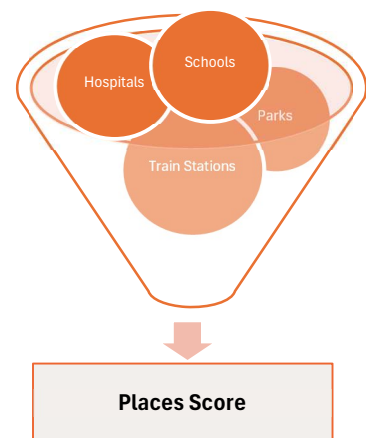 Schools
Hospitals
Parks
Train Stations
Places Score